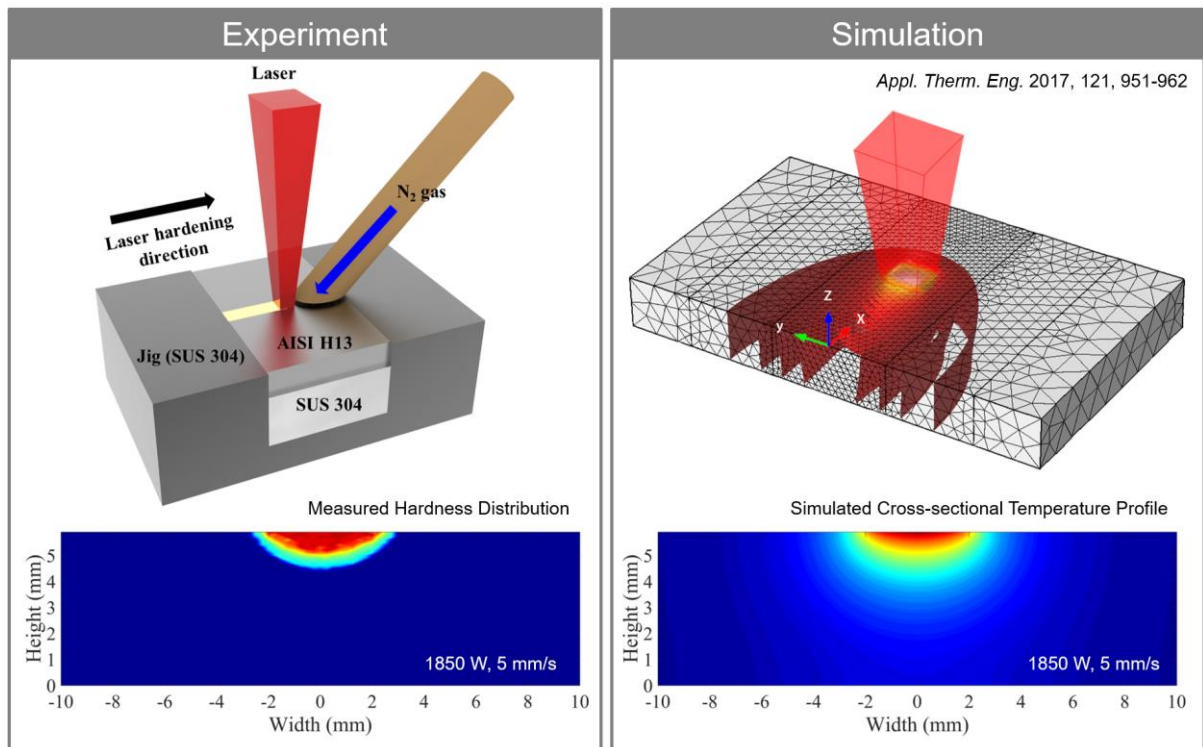 Experiment
Laser
N₂ gas
Laser hardening
direction
Jig (SUS 304)
AISI H13
SUS 304
Measured Hardness Distribution
Height (mm)
5
4
3
2
1
0
1850 W, 5 mm/s
-10 -8 -6 -4 -2 0 2 4 6 8 10
Width (mm)
Simulation
Appl. Therm. Eng. 2017, 121, 951-962
Z
X
y
Simulated Cross-sectional Temperature Profile
Height (mm)
5
4
3
2
1
0
1850 W, 5 mm/s
-10 -8 -6 -4 -2 0 2 4 6 8 10
Width (mm)